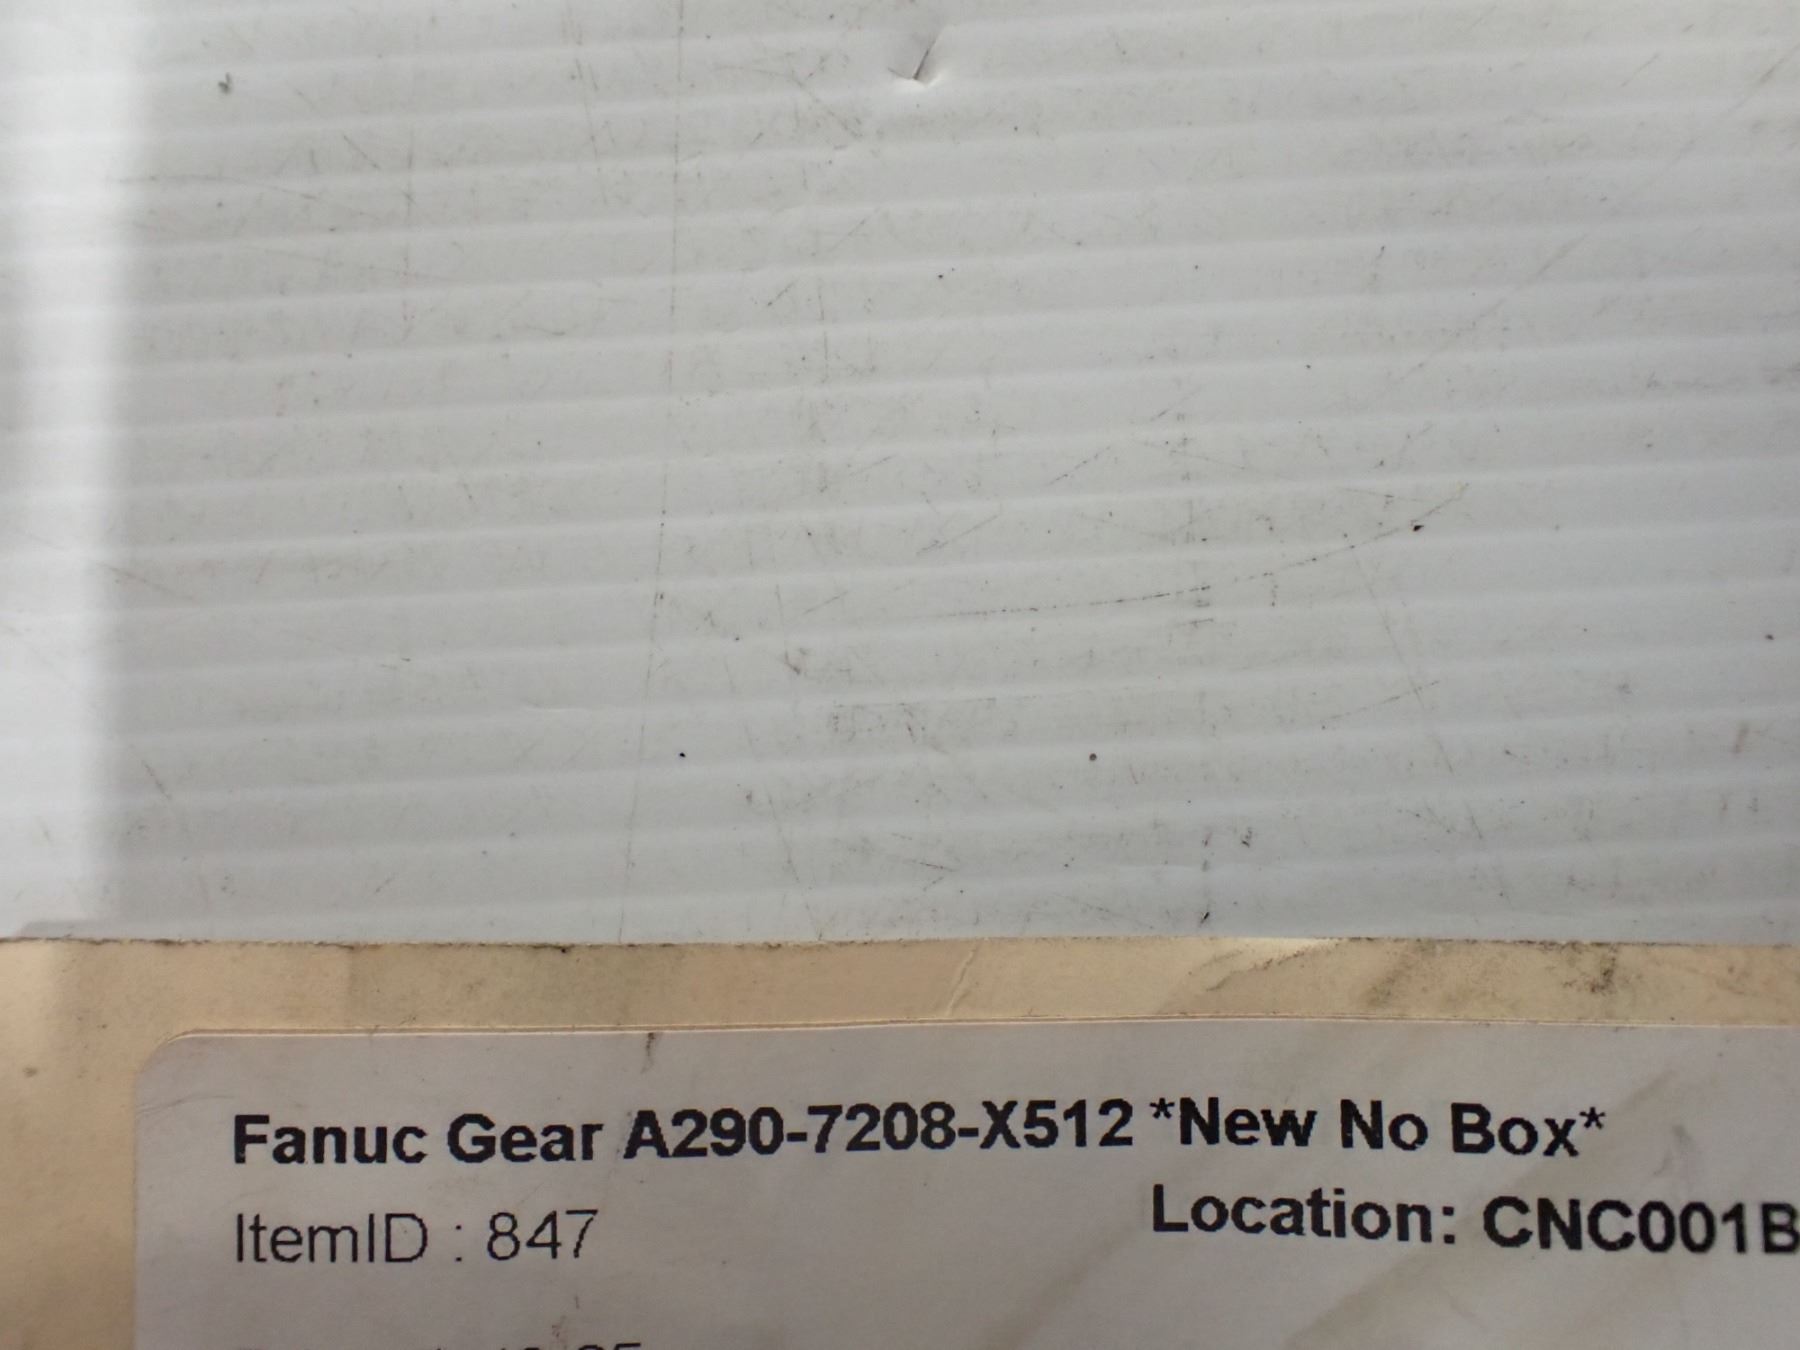 Fanuc Gear A290-7208-X512 *New No Box*
ItemID : 847
Location: CNC001B